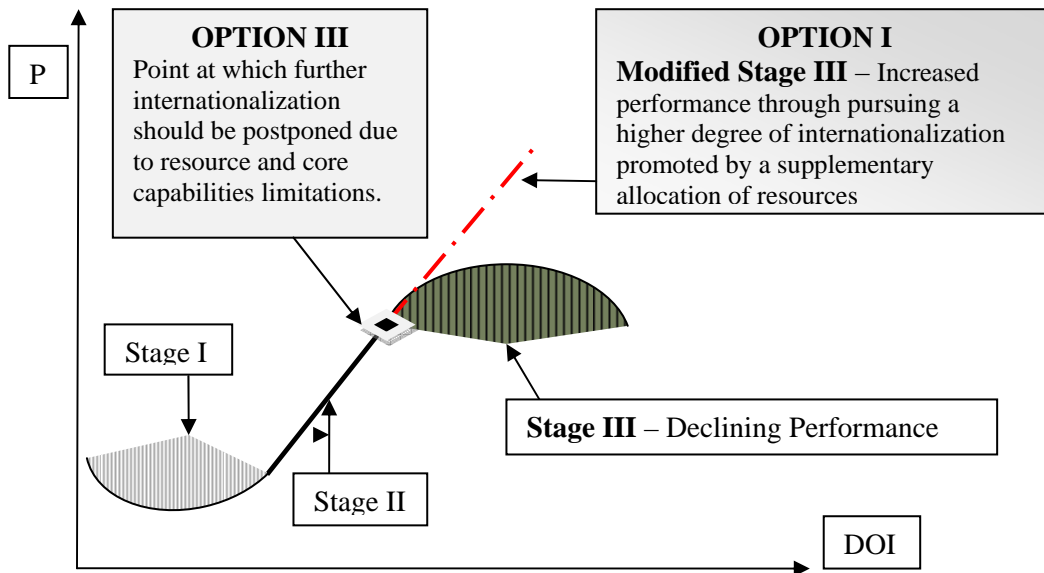 P
OPTION III
Point at which further
internationalization
should be postponed due
to resource and core
capabilities limitations.
OPTION I
Modified Stage III – Increased
performance through pursuing a
higher degree of internationalization
promoted by a supplementary
allocation of resources
Stage I
Stage III – Declining Performance
Stage II
DOI